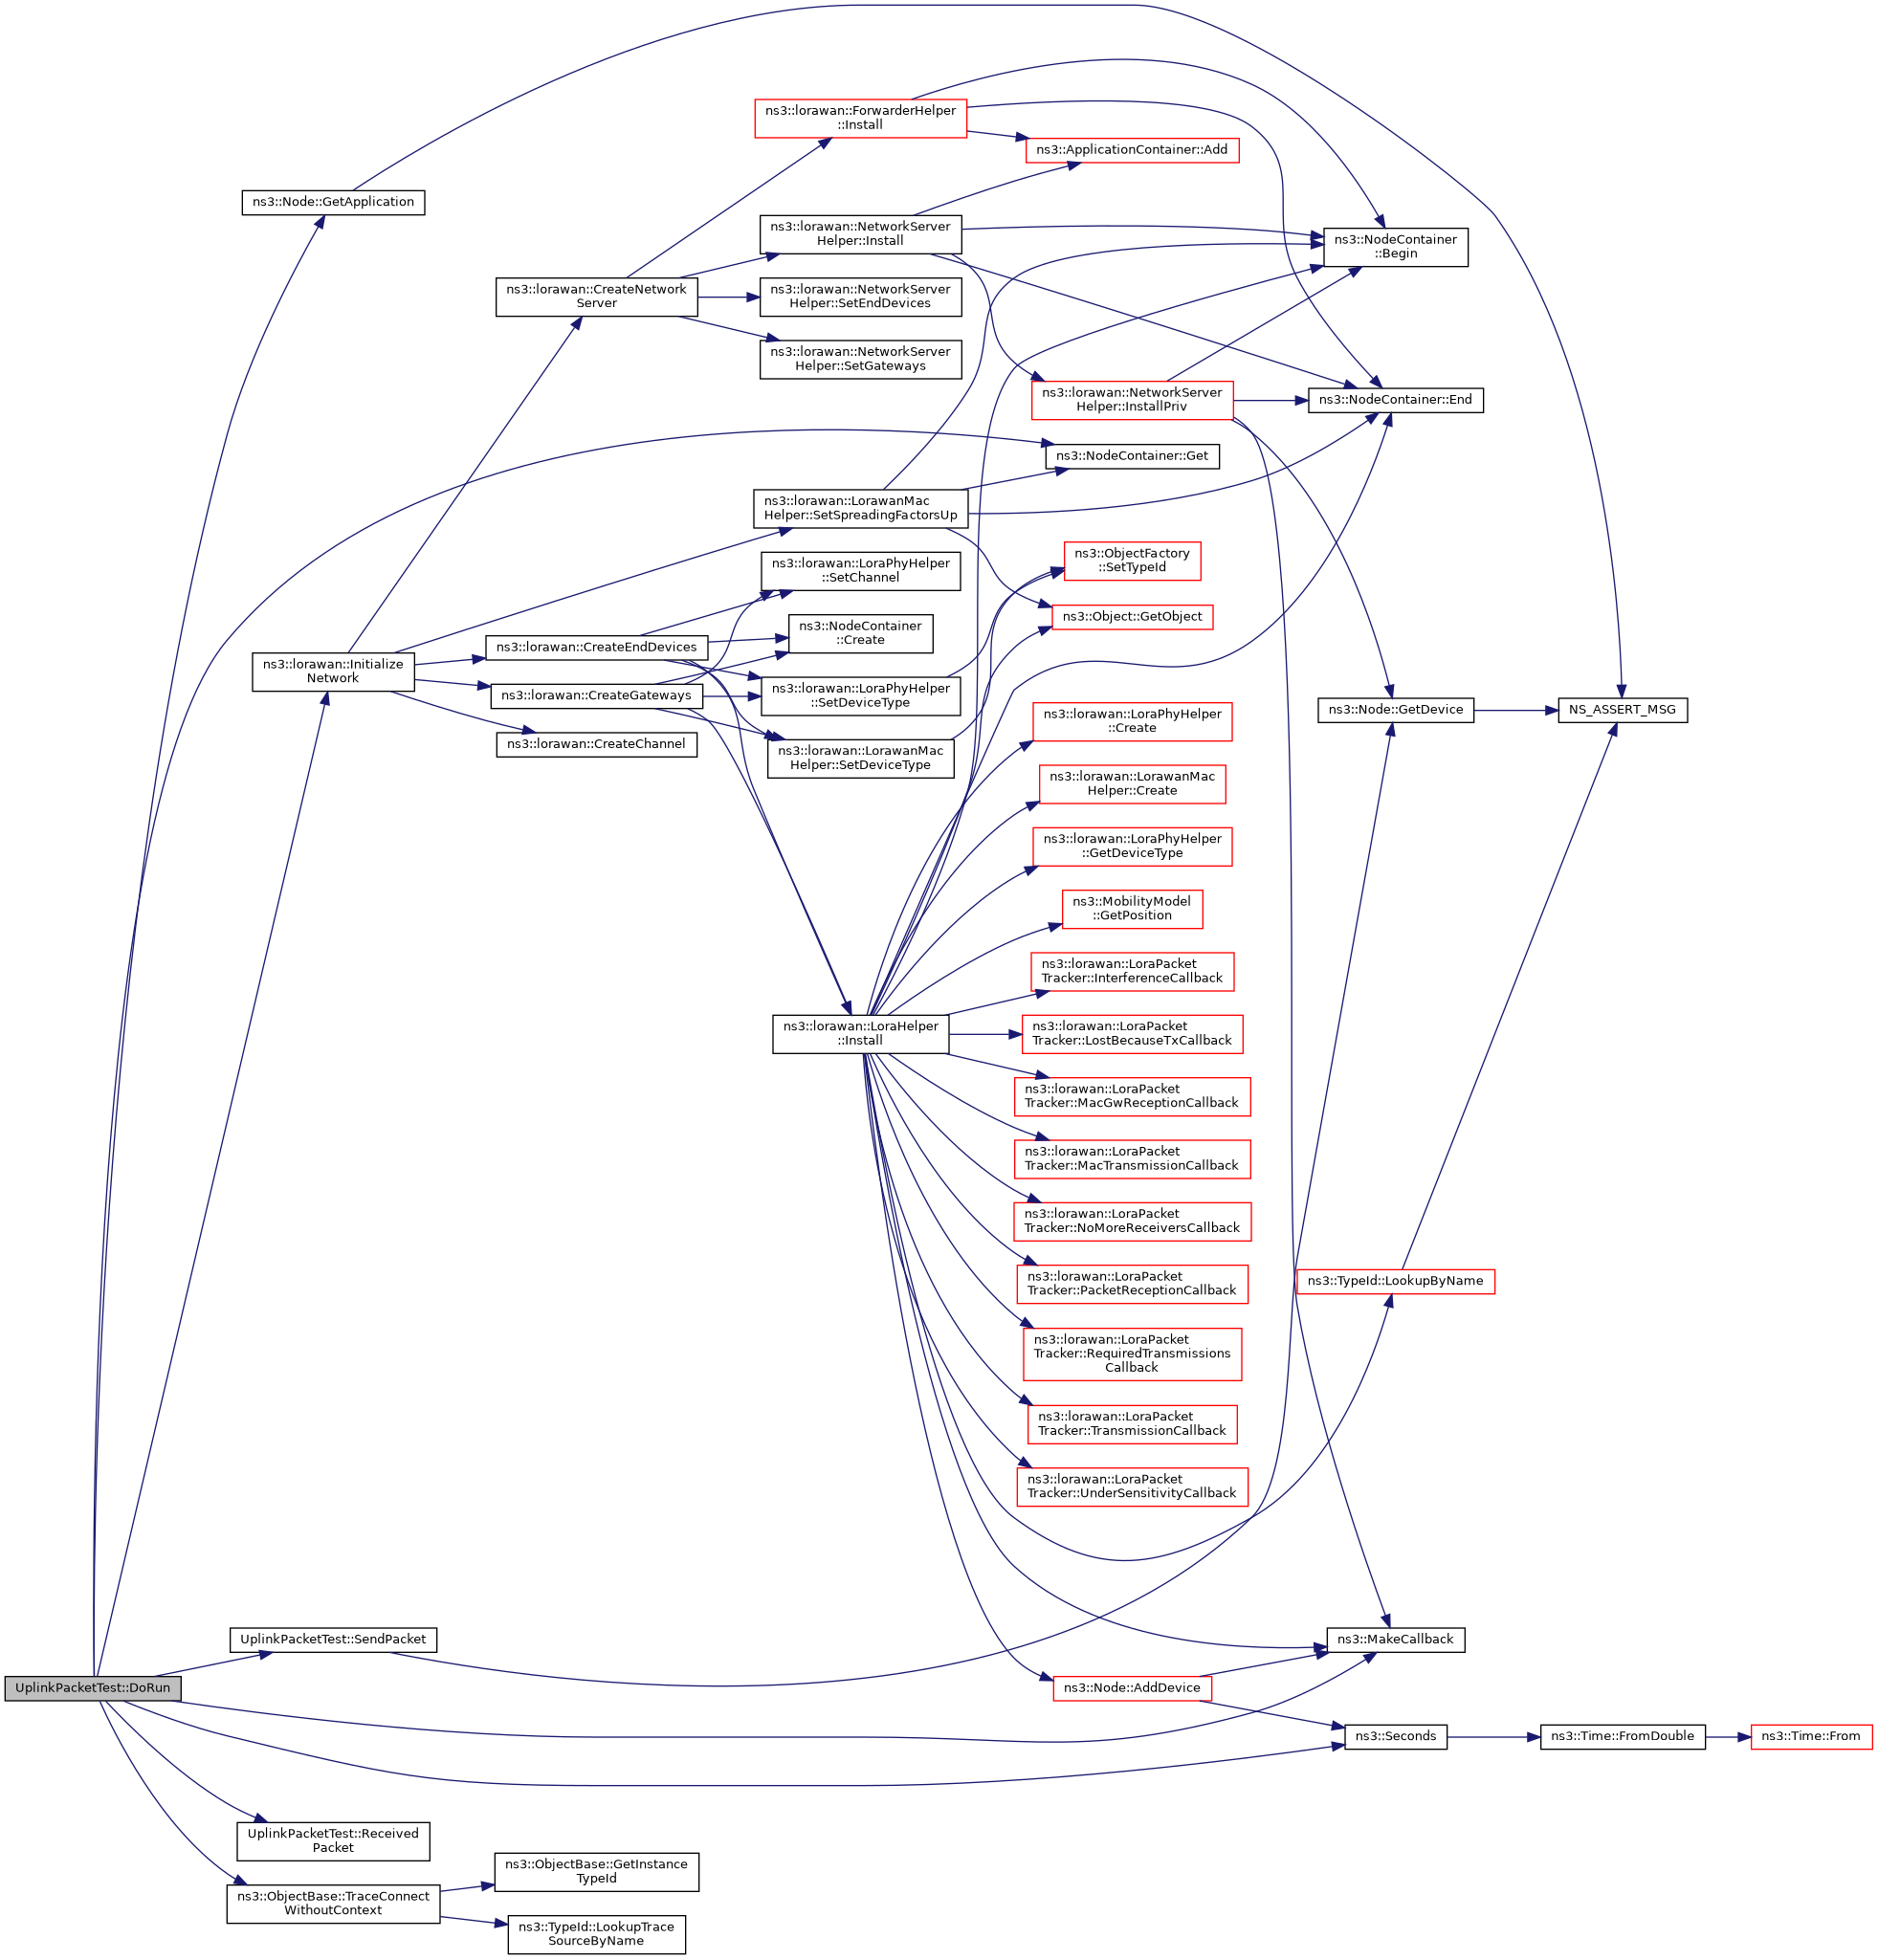 ns3::lorawan::ForwarderHelper
::Install
ns3::ApplicationContainer::Add
ns3::Node::GetApplication
ns3::lorawan::NetworkServer
Helper::Install
ns3::NodeContainer
::Begin
ns3::lorawan::CreateNetwork
Server
ns3::lorawan::NetworkServer
Helper::SetEndDevices
ns3::lorawan::NetworkServer
Helper::SetGateways
ns3::lorawan::NetworkServer
Helper::InstallPriv
ns3::NodeContainer::End
ns3::NodeContainer::Get
ns3::lorawan::LorawanMac
Helper::SetSpreadingFactorsUp
ns3::ObjectFactory
::SetTypeId
ns3::lorawan::LoraPhyHelper
::SetChannel
ns3::Object::GetObject
ns3::NodeContainer
::Create
ns3::lorawan::CreateEndDevices
ns3::lorawan::Initialize
Network
ns3::lorawan::LoraPhyHelper
::SetDeviceType
ns3::lorawan::CreateGateways
ns3::lorawan::CreateChannel
ns3::lorawan::LorawanMac
Helper::SetDeviceType
ns3::lorawan::LoraPhyHelper
::Create
ns3::Node::GetDevice
NS_ASSERT_MSG
ns3::lorawan::LorawanMac
Helper::Create
ns3::lorawan::LoraPhyHelper
::GetDeviceType
ns3::MobilityModel
::GetPosition
ns3::lorawan::LoraPacket
Tracker::InterferenceCallback
ns3::lorawan::LoraHelper
::Install
ns3::lorawan::LoraPacket
Tracker::LostBecauseTxCallback
ns3::lorawan::LoraPacket
Tracker::MacGwReceptionCallback
ns3::lorawan::LoraPacket
Tracker::MacTransmissionCallback
ns3::lorawan::LoraPacket
Tracker::NoMoreReceiversCallback
ns3::lorawan::LoraPacket
Tracker::PacketReceptionCallback
ns3::TypeId::LookupByName
ns3::lorawan::LoraPacket
Tracker::RequiredTransmissions
Callback
ns3::lorawan::LoraPacket
Tracker::TransmissionCallback
ns3::lorawan::LoraPacket
Tracker::UnderSensitivityCallback
UplinkPacketTest::SendPacket
ns3::MakeCallback
UplinkPacketTest::DoRun
ns3::Node::AddDevice
ns3::Seconds
ns3::Time::FromDouble
ns3::Time::From
UplinkPacketTest::Received
Packet
ns3::ObjectBase::GetInstance
TypeId
ns3::ObjectBase::TraceConnect
WithoutContext
ns3::TypeId::LookupTrace
SourceByName